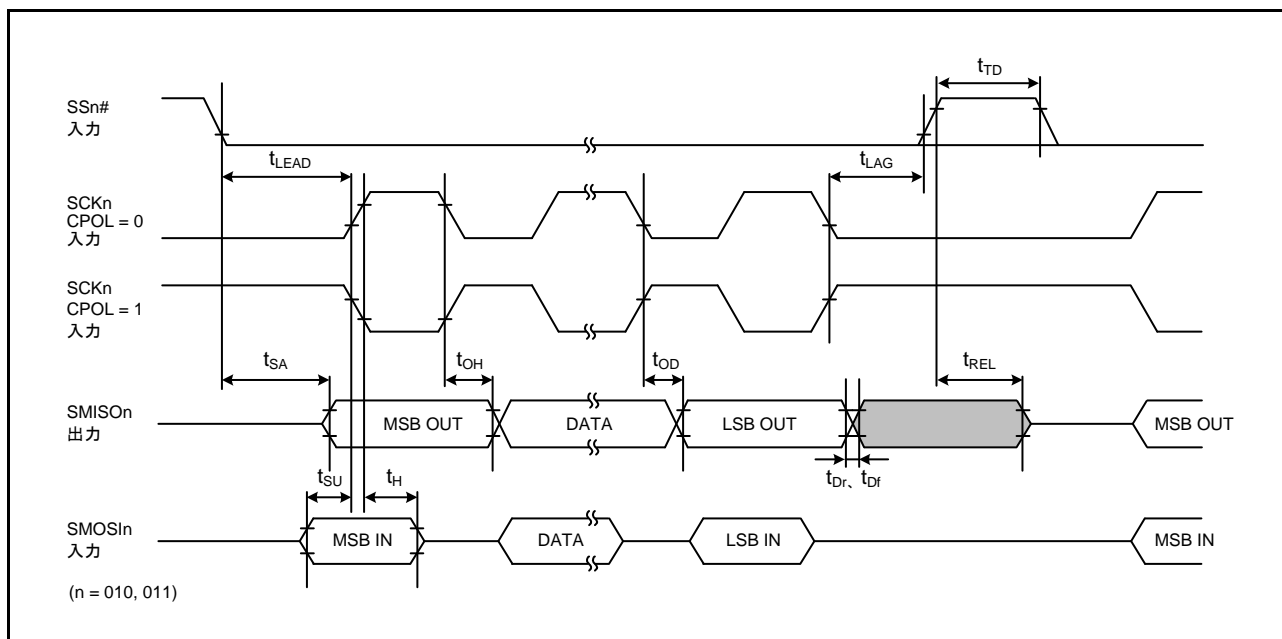 tTD
SSn#
入力
tLEAD
tLAG
SCKn
CPOL = 0
入力
SCKn
CPOL = 1
入力
tSA
tOH
tOD
tREL
SMISOn
出力
MSB OUT
DATA
LSB OUT
MSB OUT
tSU
tH
tDr、tDf
SMOSIn
入力
MSB IN
DATA
LSB IN
MSB IN
(n = 010, 011)